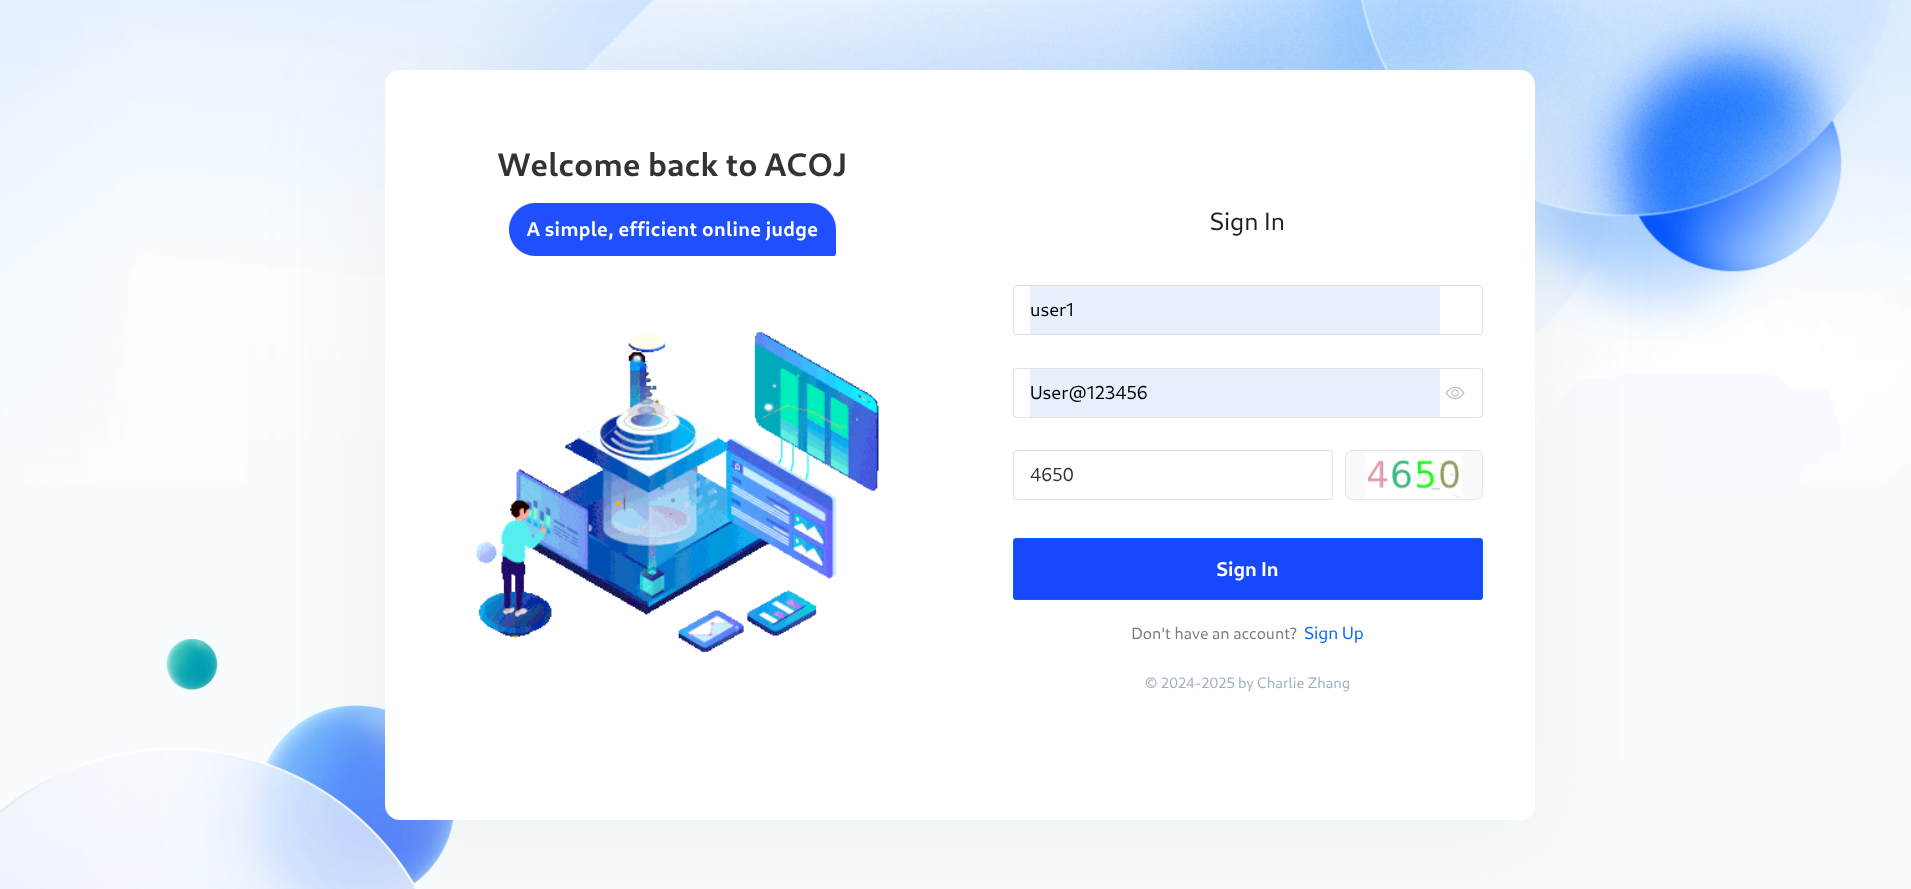 Welcome back to ACOJ
A simple, efficient online judge
Sign In
user1
User@123456
4650
4650
Sign In
Don't have an account? Sign Up
© 2024-2025 by Charlie Zhang